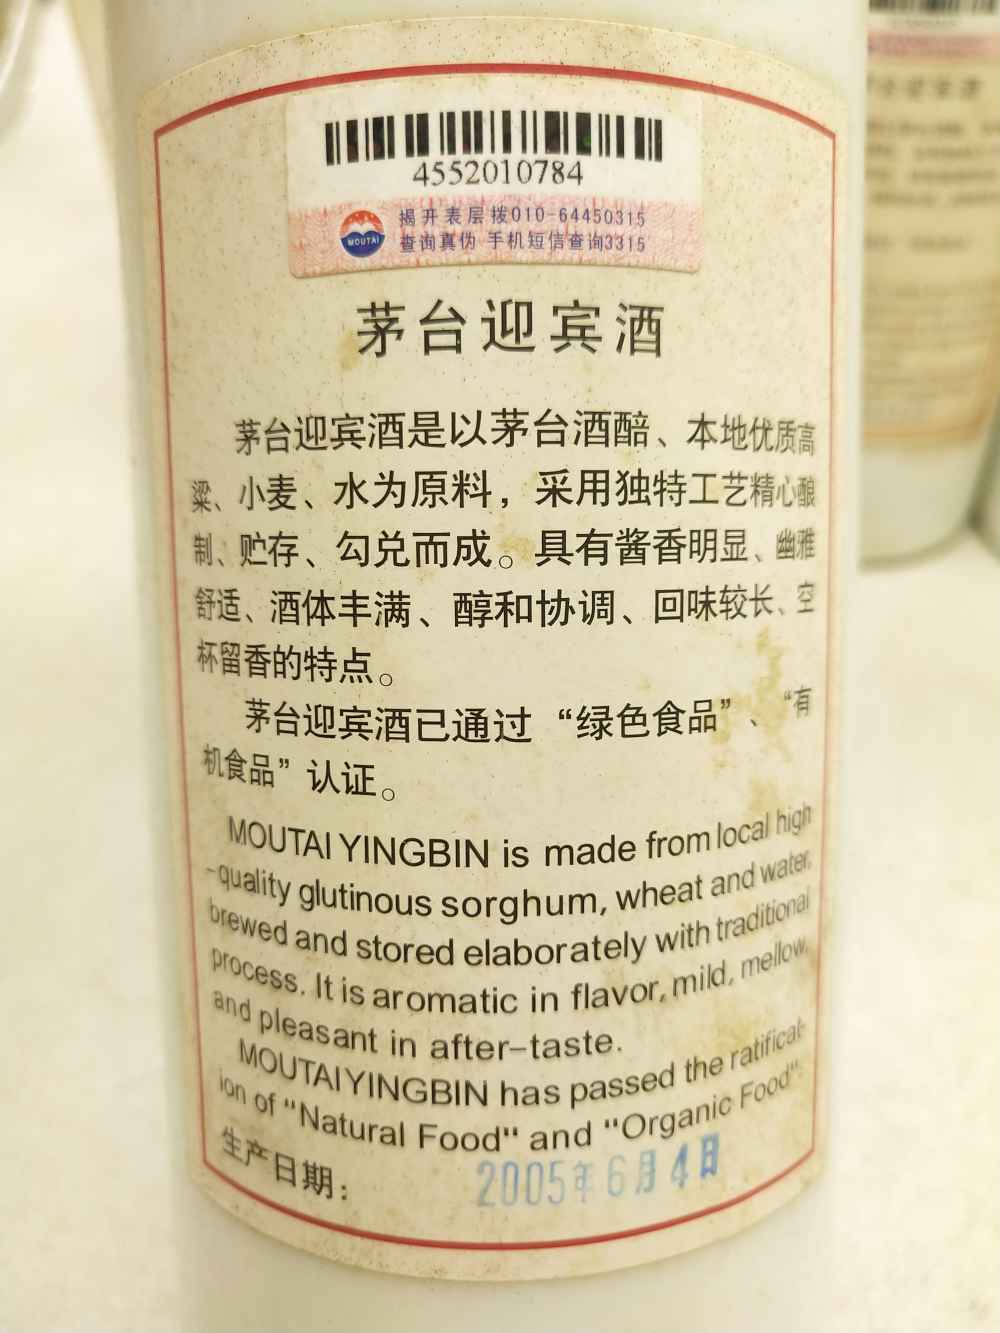 4552010784
MOUTAI
揭开表层拨010-64450315
查询真伪 手机短信查询3315
茅台迎宾酒
茅台迎宾酒是以茅台酒醅、本地优质高
粱、小麦、水为原料，采用独特工艺精心酿
制、贮存、勾兑而成。具有酱香明显、幽雅
舒适、酒体丰满、醇和协调、回味较长、空
杯留香的特点。
茅台迎宾酒已通过“绿色食品”、“有
机食品”认证。
MOUTAI YINGBIN is made from local high
-quality glutinous sorghum, wheat and water,
brewed and stored elaborately with traditional
process. It is aromatic in flavor, mild, mellow,
and pleasant in after-taste.
MOUTAI YINGBIN has passed the ratificat-
ion of "Natural Food" and "Organic Food".
生产日期： 2005年6月4日